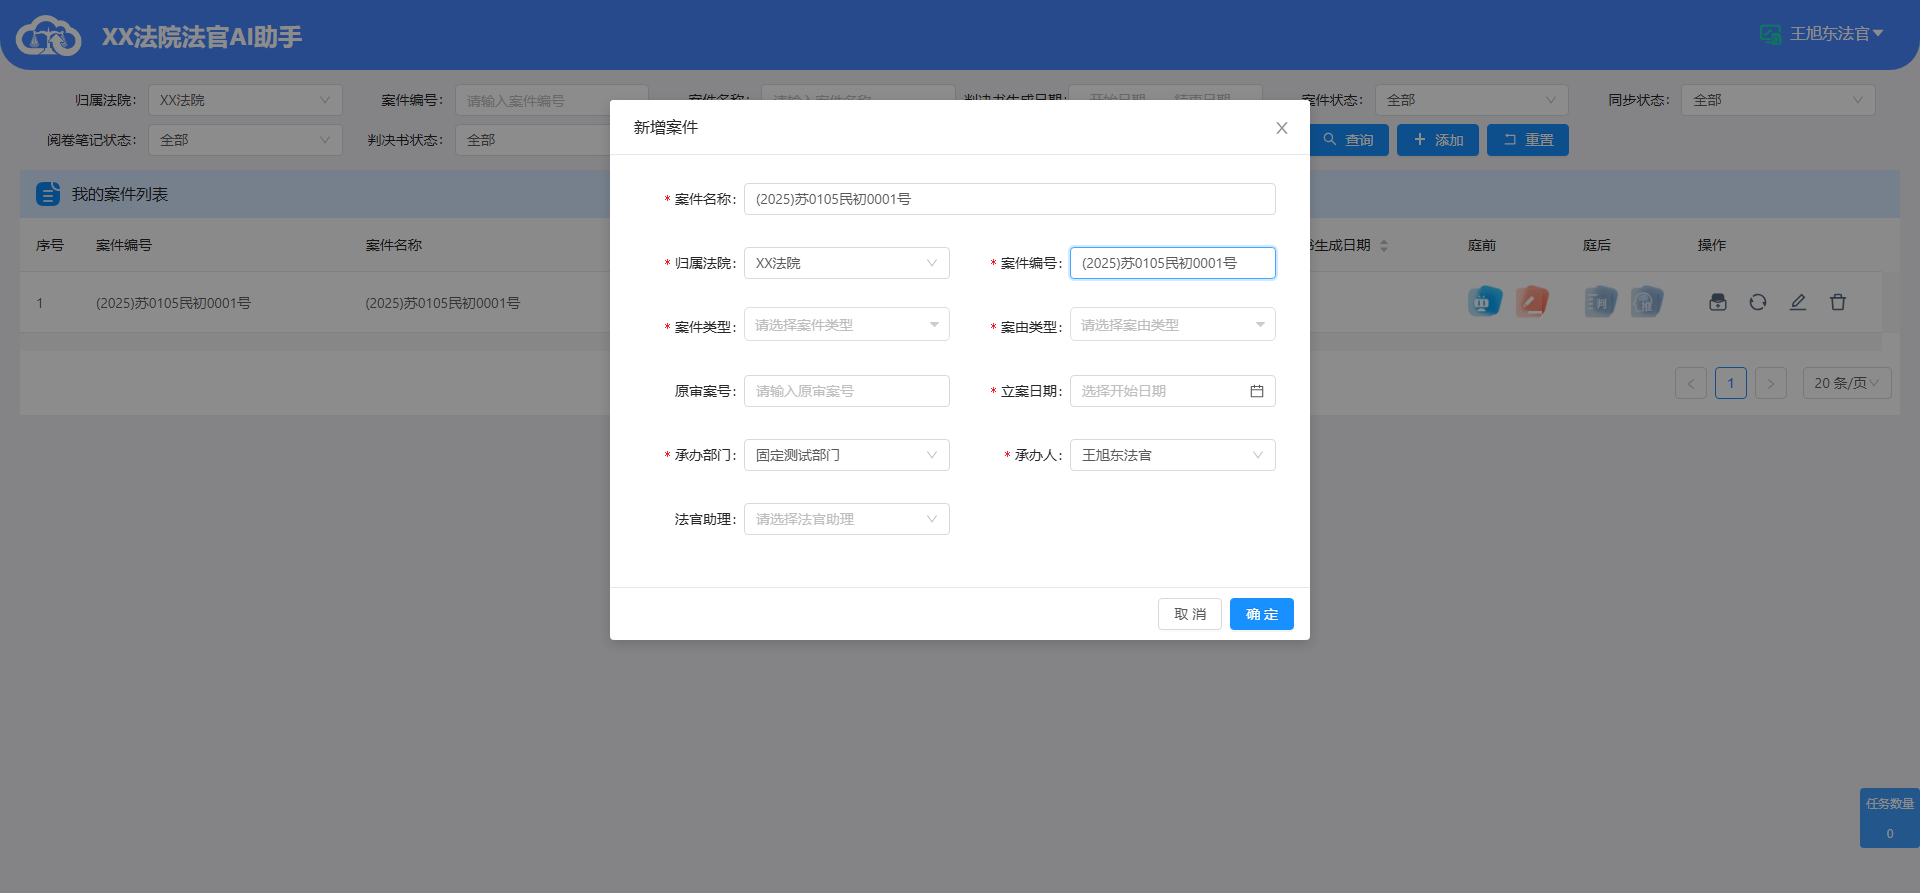 XX法院法官AI助手
王旭东法官
归属法院: XX法院
案件编号: 请输入案件编号
案件名称: 请输入案件名称
判决书生成日期: 开始日期 结束日期
案件状态: 全部
同步状态: 全部
阅卷笔记状态: 全部
判决书状态: 全部
查询
添加
重置
我的案件列表
序号 案件编号 案件名称 生成日期 庭前 庭后 操作
1 (2025)苏0105民初0001号 (2025)苏0105民初0001号
1
20 条/页
新增案件
* 案件名称: (2025)苏0105民初0001号
* 归属法院: XX法院
* 案件编号: (2025)苏0105民初0001号
* 案件类型: 请选择案件类型
* 案由类型: 请选择案由类型
原审案号: 请输入原审案号
* 立案日期: 选择开始日期
* 承办部门: 固定测试部门
* 承办人: 王旭东法官
法官助理: 请选择法官助理
取 消
确 定
任务数量
0